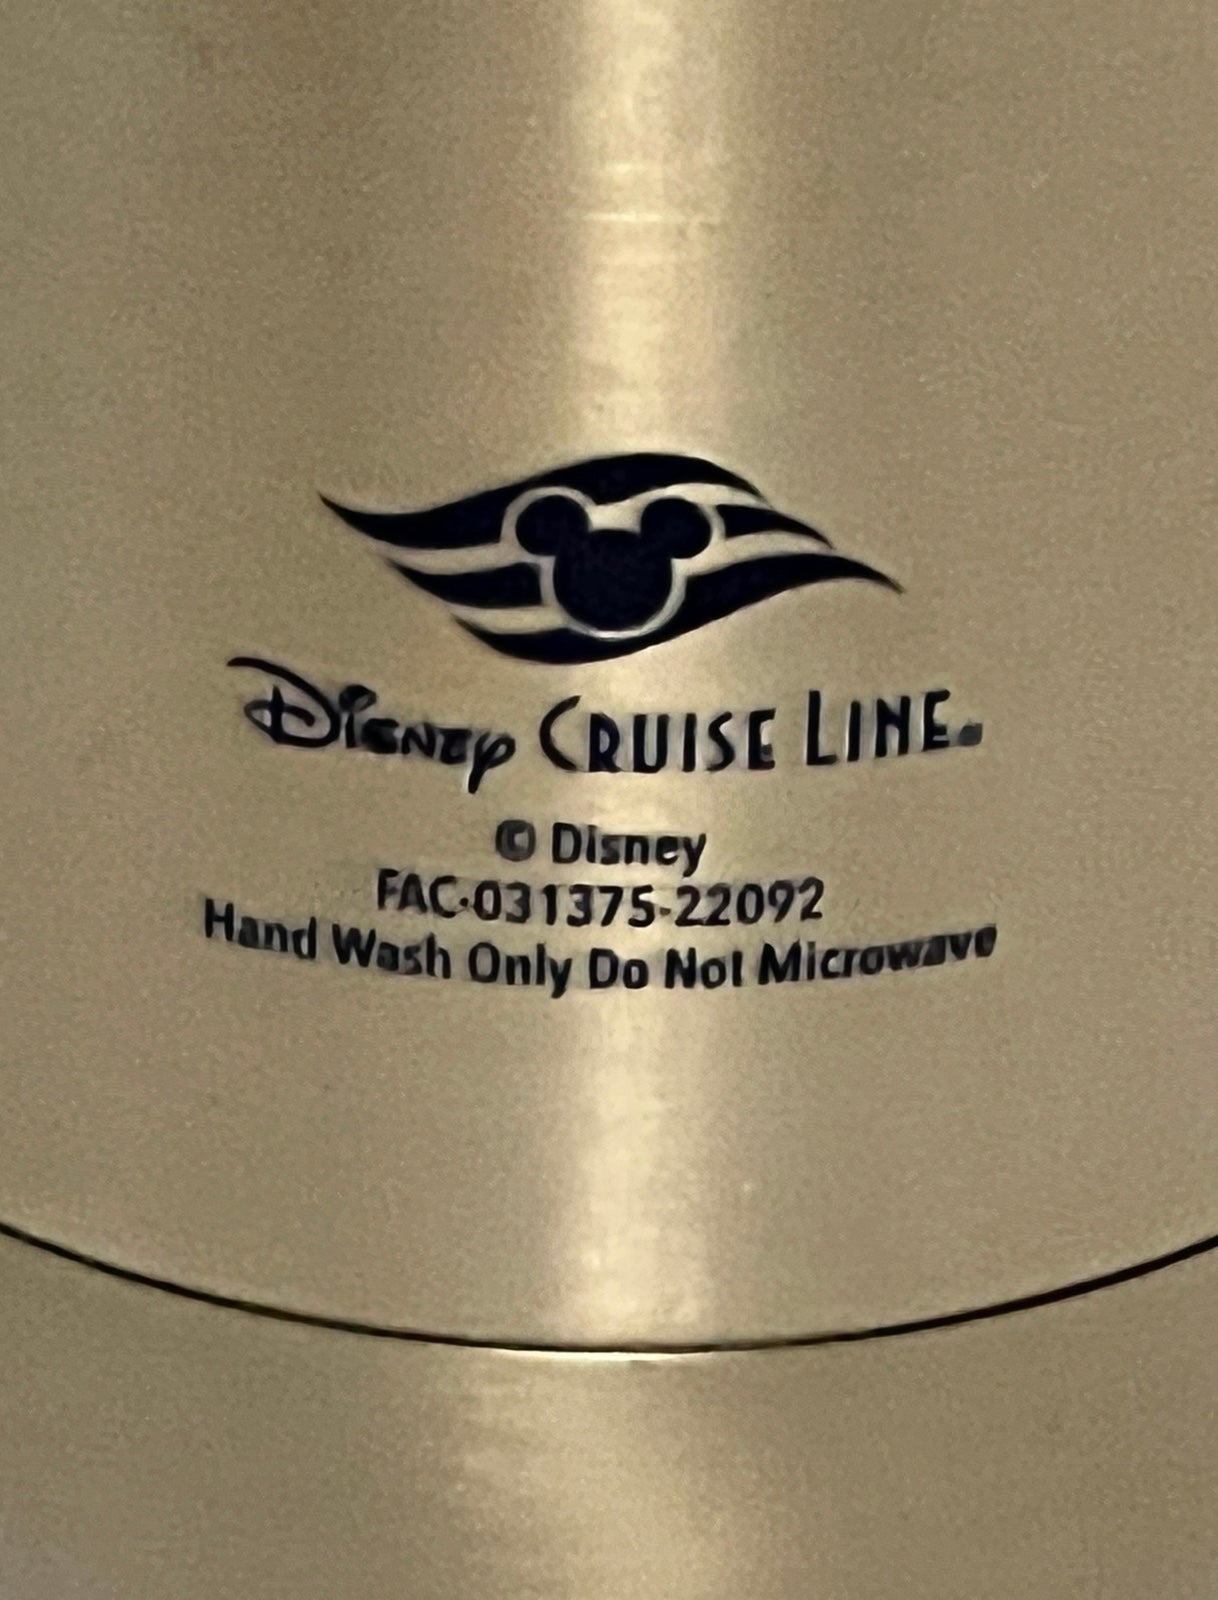 Disney Cruise Line®
© Disney
FAC-031375-22092
Hand Wash Only Do Not Microwave